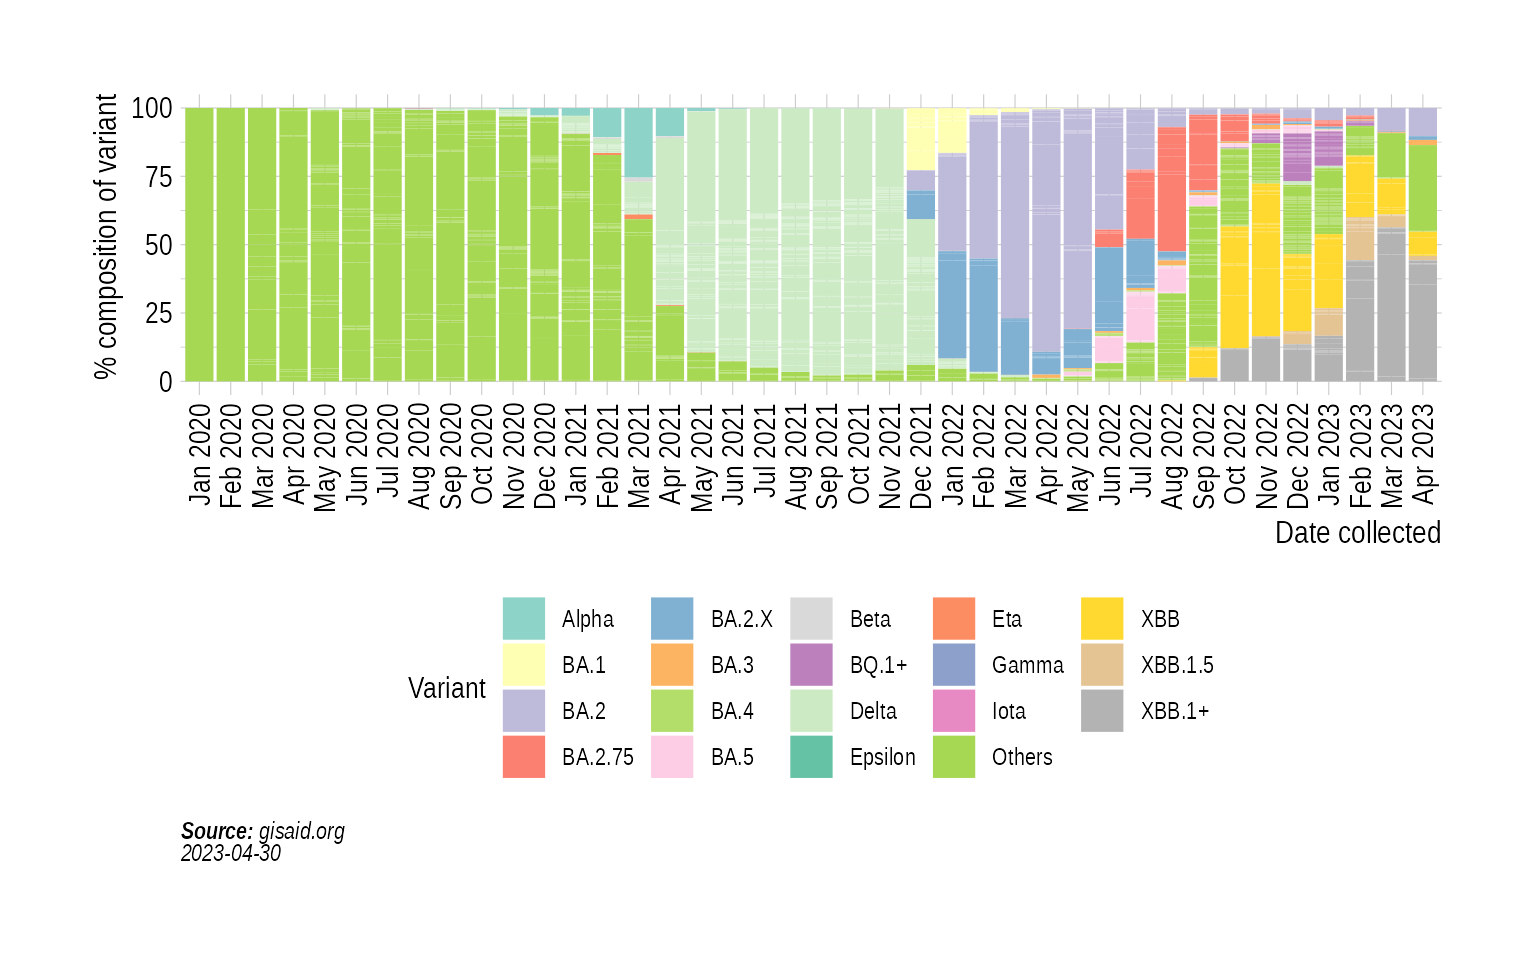 % composition of variant
100
75
50
25
0
Jan 2020
Feb 2020
Mar 2020
Apr 2020
May 2020
Jun 2020
Jul 2020
Aug 2020
Sep 2020
Oct 2020
Nov 2020
Dec 2020
Jan 2021
Feb 2021
Mar 2021
Apr 2021
May 2021
Jun 2021
Jul 2021
Aug 2021
Sep 2021
Oct 2021
Nov 2021
Dec 2021
Jan 2022
Feb 2022
Mar 2022
Apr 2022
May 2022
Jun 2022
Jul 2022
Aug 2022
Sep 2022
Oct 2022
Nov 2022
Dec 2022
Jan 2023
Feb 2023
Mar 2023
Apr 2023
Date collected
Variant
Alpha
BA.1
BA.2
BA.2.75
BA.2.X
BA.3
BA.4
BA.5
Beta
BQ.1+
Delta
Epsilon
Eta
Gamma
Iota
Others
XBB
XBB.1.5
XBB.1+
Source: gisaid.org
2023-04-30